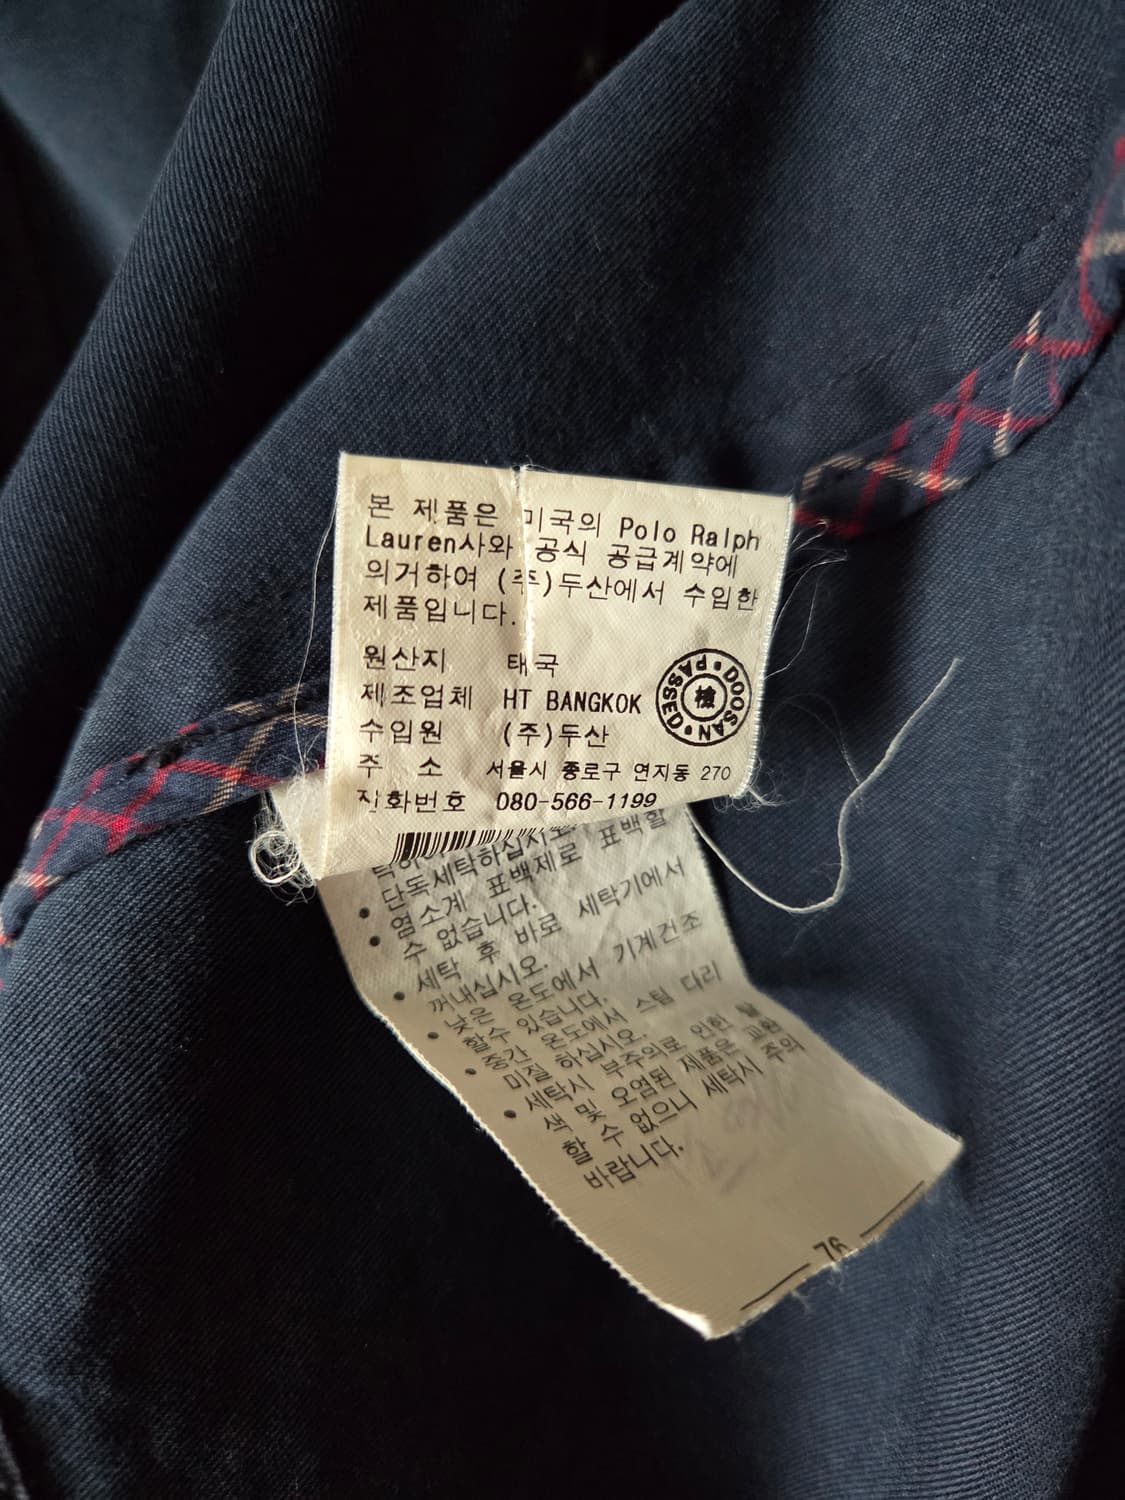 본 제품은 미국의 Polo Ralph
Lauren사와 공식 공급계약에
의거하여 (주)두산에서 수입한
제품입니다.
원산지 태국
제조업체 HT BANGKOK
수입원 (주)두산
주 소 서울시 종로구 연지동 270
전화번호 080-566-1199
DOOSAN • PASSED •
檢
단독세탁하십시오.
• 염소계 표백제로 표백할
수 없습니다.
• 세탁 후 바로 세탁기에서
꺼내십시오.
• 낮은 온도에서 기계건조
할수 있습니다.
• 중간 온도에서 스팀 다리
미질 하십시오.
• 세탁시 부주의로 인한 탈
색 및 오염된 제품은 교환
할 수 없으니 세탁시 주의
바랍니다.
76